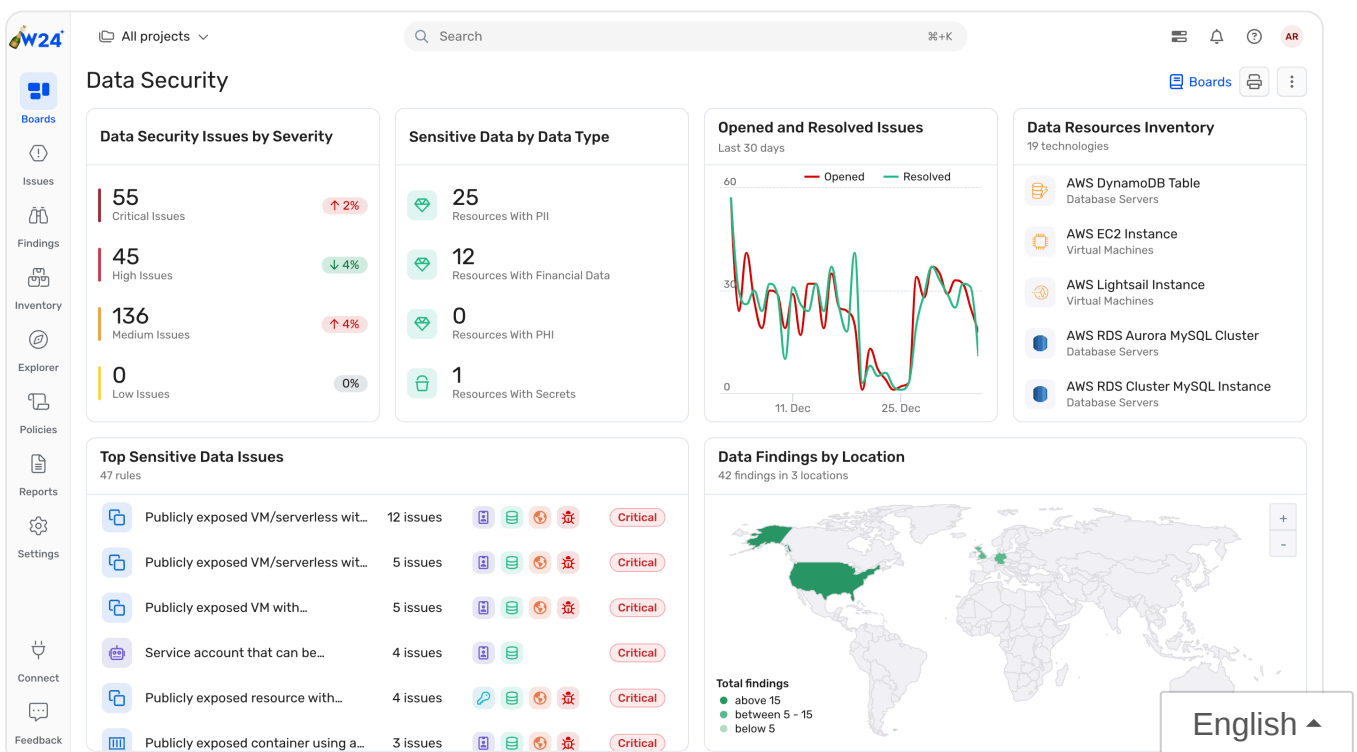 W24
All projects
Search
⌘+K
AR
Data Security
Boards
Boards
Issues
Findings
Inventory
Explorer
Policies
Reports
Settings
Connect
Feedback
Data Security Issues by Severity
55
Critical Issues
2%
45
High Issues
4%
136
Medium Issues
4%
0
Low Issues
0%
Sensitive Data by Data Type
25
Resources With PII
12
Resources With Financial Data
0
Resources With PHI
1
Resources With Secrets
Opened and Resolved Issues
Last 30 days
Opened
Resolved
60
30
0
11. Dec
25. Dec
Data Resources Inventory
19 technologies
AWS DynamoDB Table
Database Servers
AWS EC2 Instance
Virtual Machines
AWS Lightsail Instance
Virtual Machines
AWS RDS Aurora MySQL Cluster
Database Servers
AWS RDS Cluster MySQL Instance
Database Servers
Top Sensitive Data Issues
47 rules
Publicly exposed VM/serverless wit... 12 issues Critical
Publicly exposed VM/serverless wit... 5 issues Critical
Publicly exposed VM with... 5 issues Critical
Service account that can be... 4 issues Critical
Publicly exposed resource with... 4 issues Critical
Publicly exposed container using a... 3 issues Critical
Data Findings by Location
42 findings in 3 locations
+
-
Total findings
above 15
between 5 - 15
below 5
English